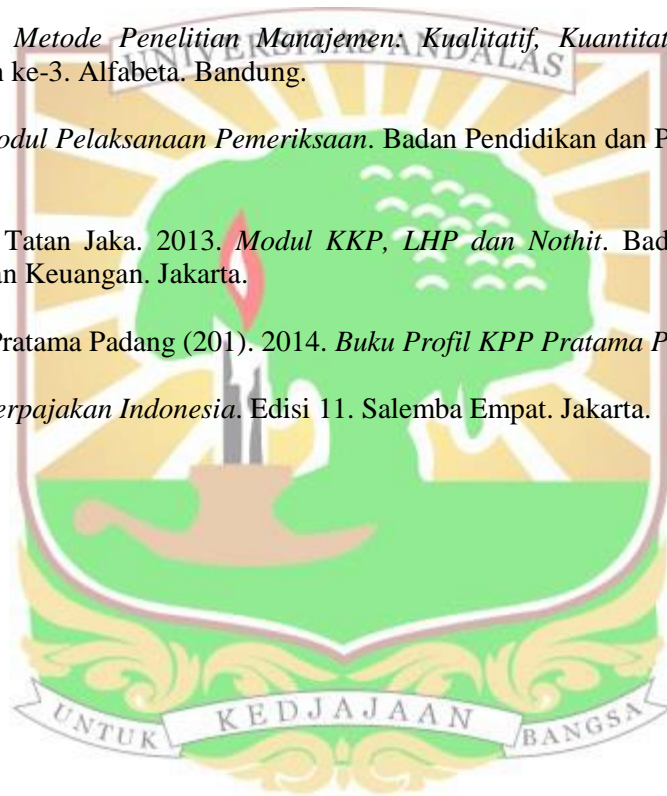 Metode Penelitian Manajemen: Kualitatif, Kuantitat
ke-3. Alfabeta. Bandung.
odul Pelaksanaan Pemeriksaan. Badan Pendidikan dan P
Tatan Jaka. 2013. Modul KKP, LHP dan Nothit. Bad
an Keuangan. Jakarta.
Pratama Padang (201). 2014. Buku Profil KPP Pratama P
erpajakan Indonesia. Edisi 11. Salemba Empat. Jakarta.
UNIVERSITAS ANDALAS
UNTUK KEDJAJAAN BANGSA